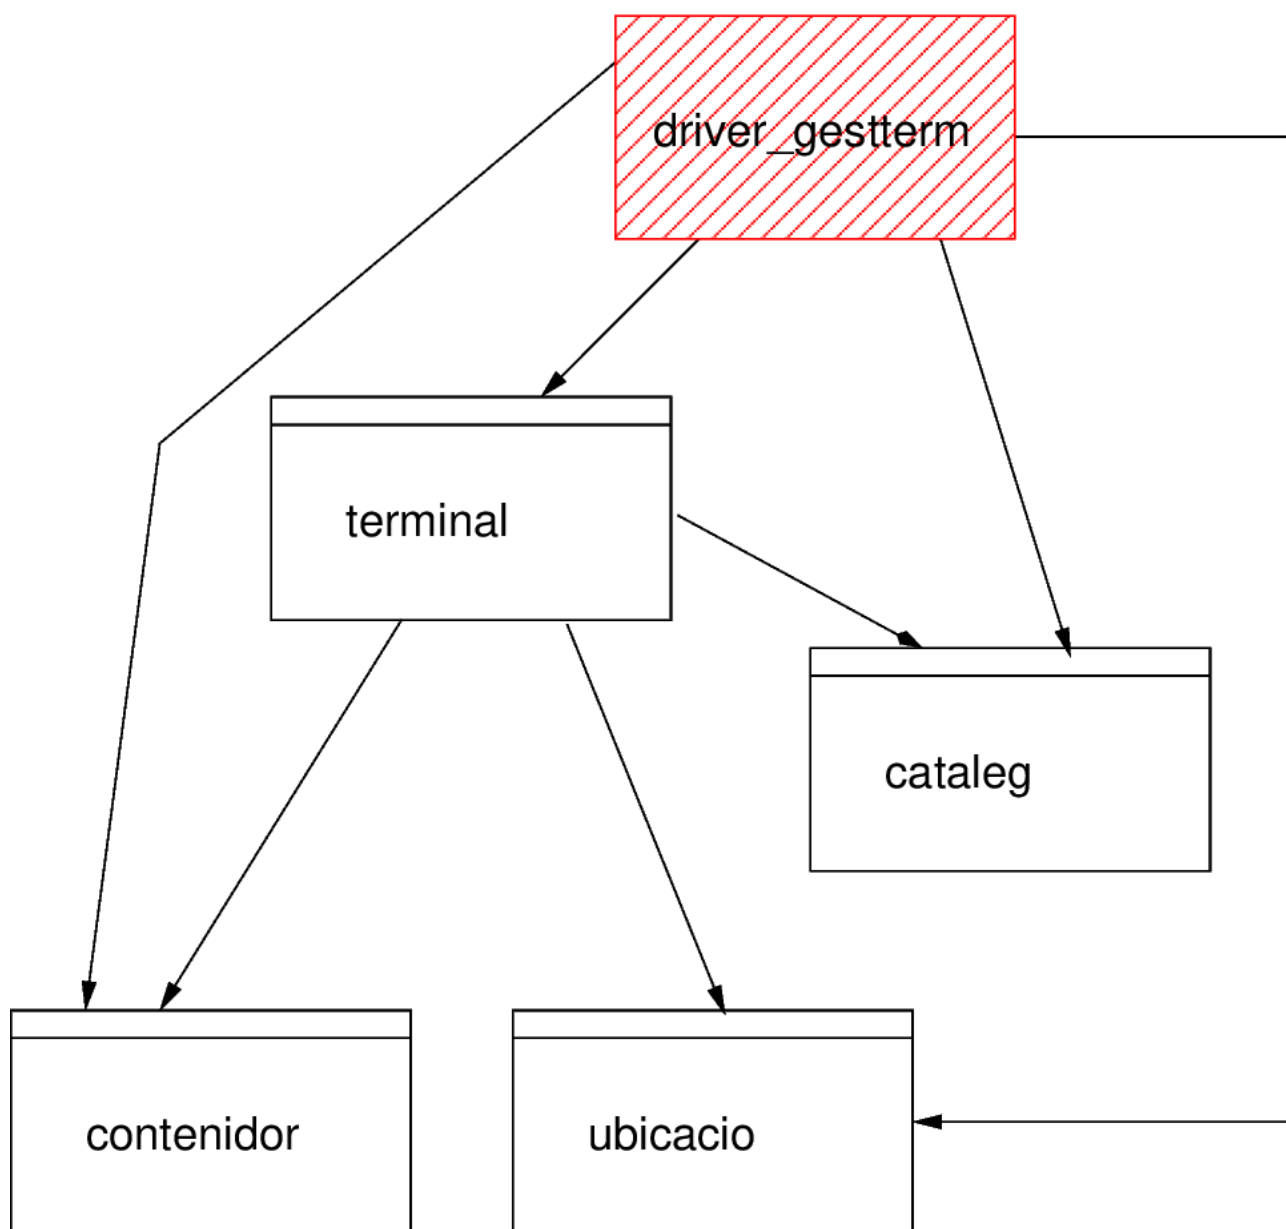 driver_gestterm
terminal
cataleg
contenidor
ubicacio